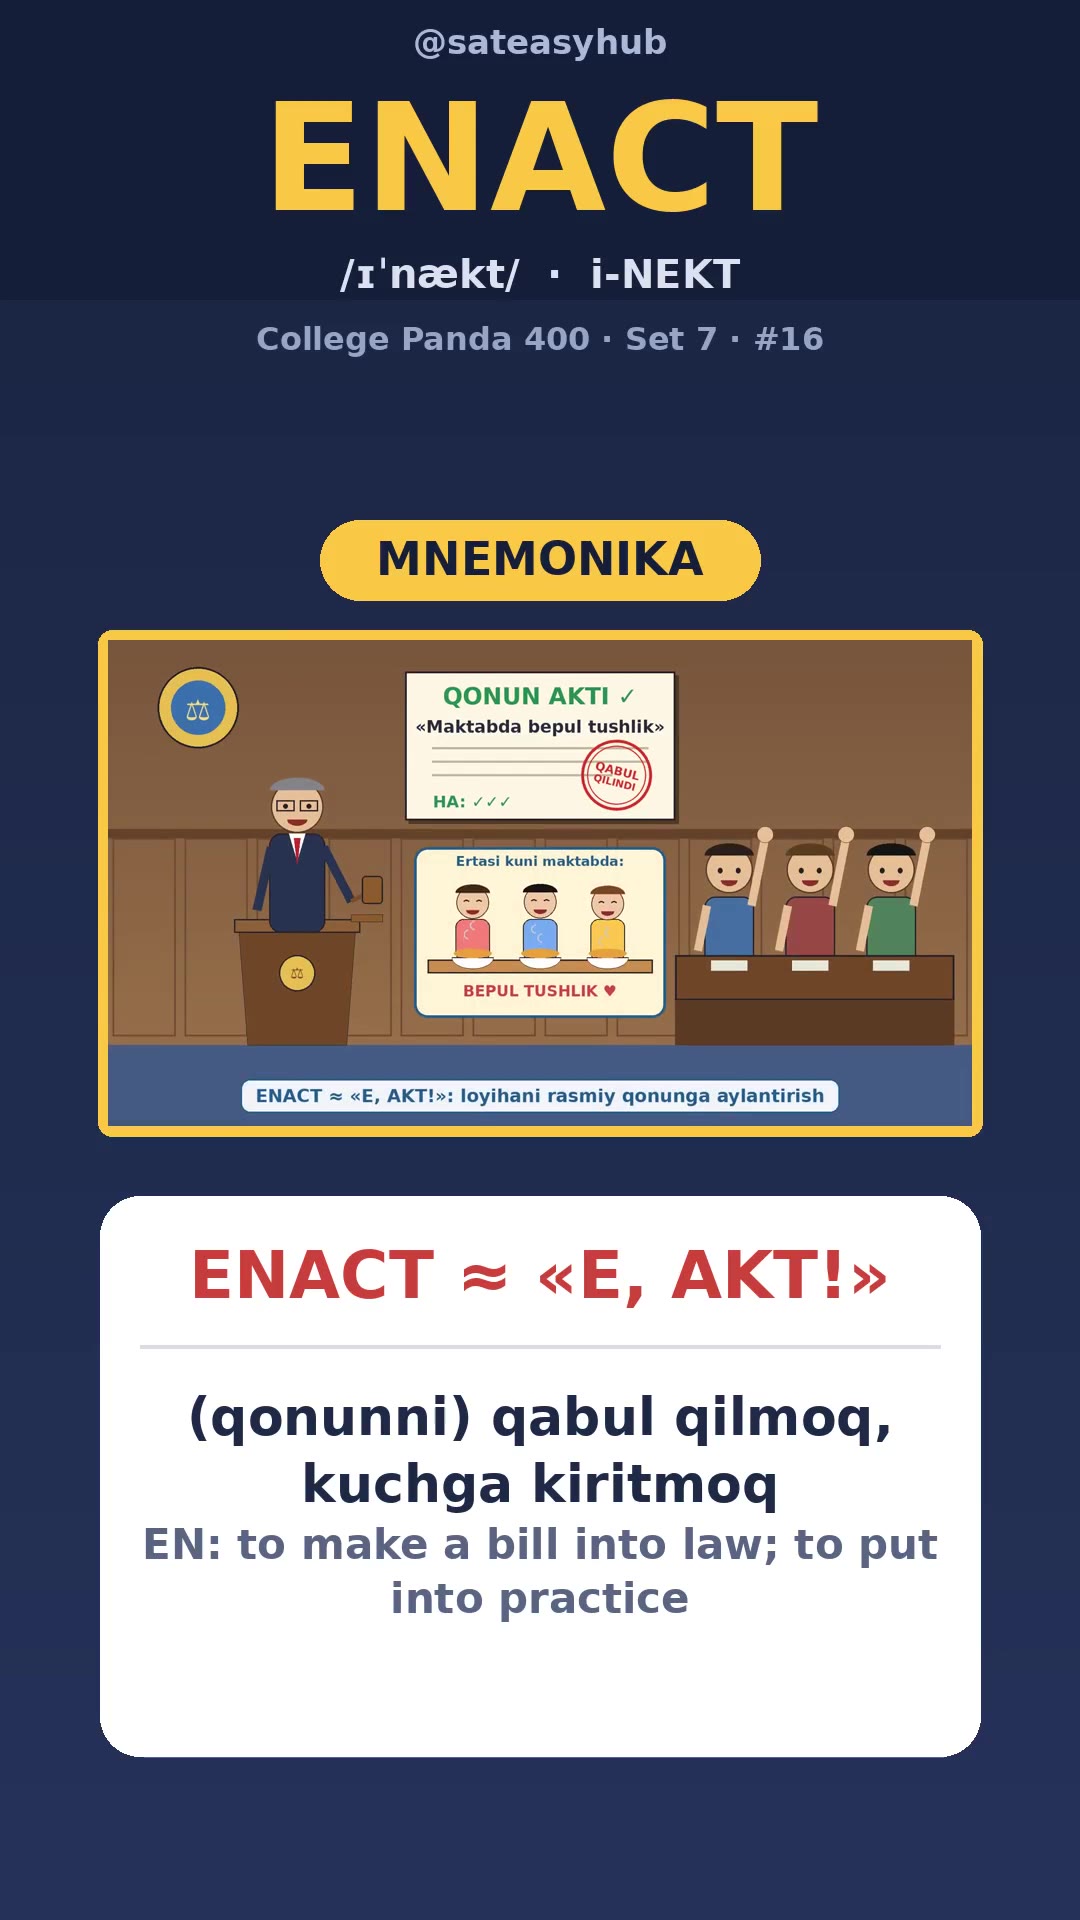 @sateasyhub
ENACT
/ɪˈnækt/ · i-NEKT
College Panda 400 · Set 7 · #16
MNEMONIKA
QONUN AKTI ✓
«Maktabda bepul tushlik»
QABUL
QILINDI
HA: ✓✓✓
Ertasi kuni maktabda:
BEPUL TUSHLIK ♥
ENACT ≈ «E, AKT!»: loyihani rasmiy qonunga aylantirish
ENACT ≈ «E, AKT!»
(qonunni) qabul qilmoq,
kuchga kiritmoq
EN: to make a bill into law; to put
into practice